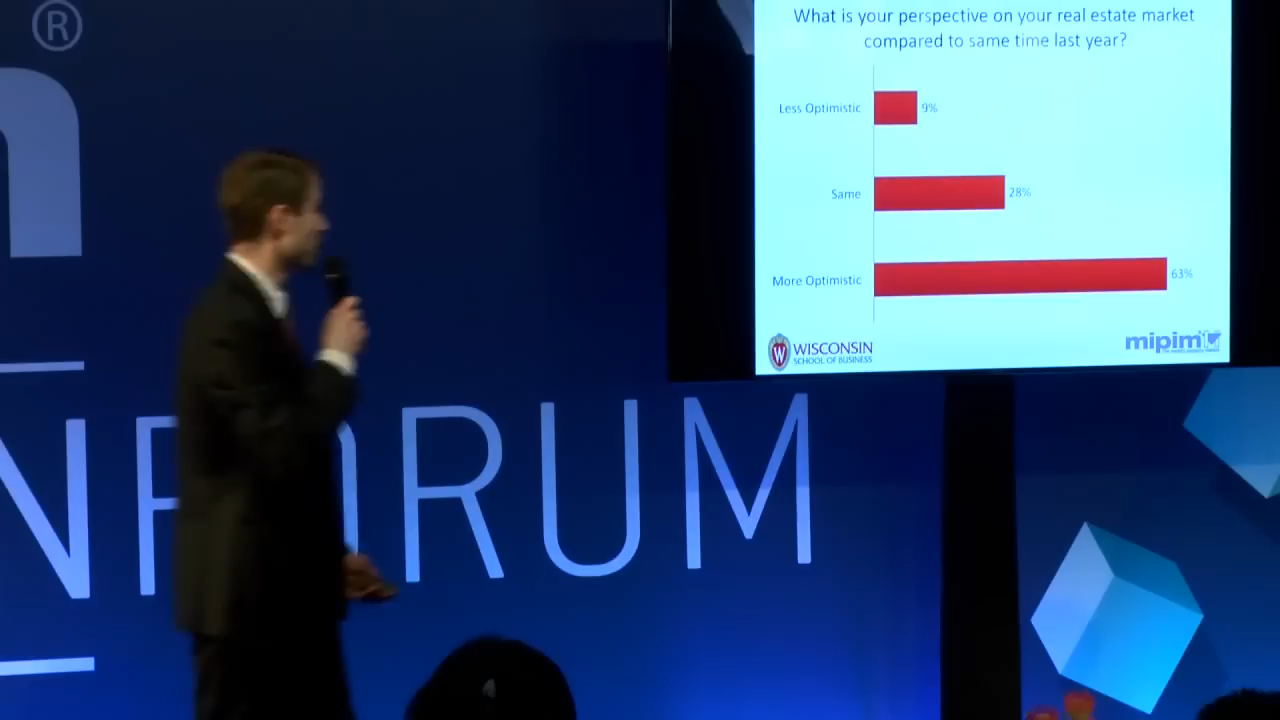 ®
What is your perspective on your real estate market
compared to same time last year?
Less Optimistic 9%
Same 28%
More Optimistic 63%
W WISCONSIN
SCHOOL OF BUSINESS
mipim
NFORUM